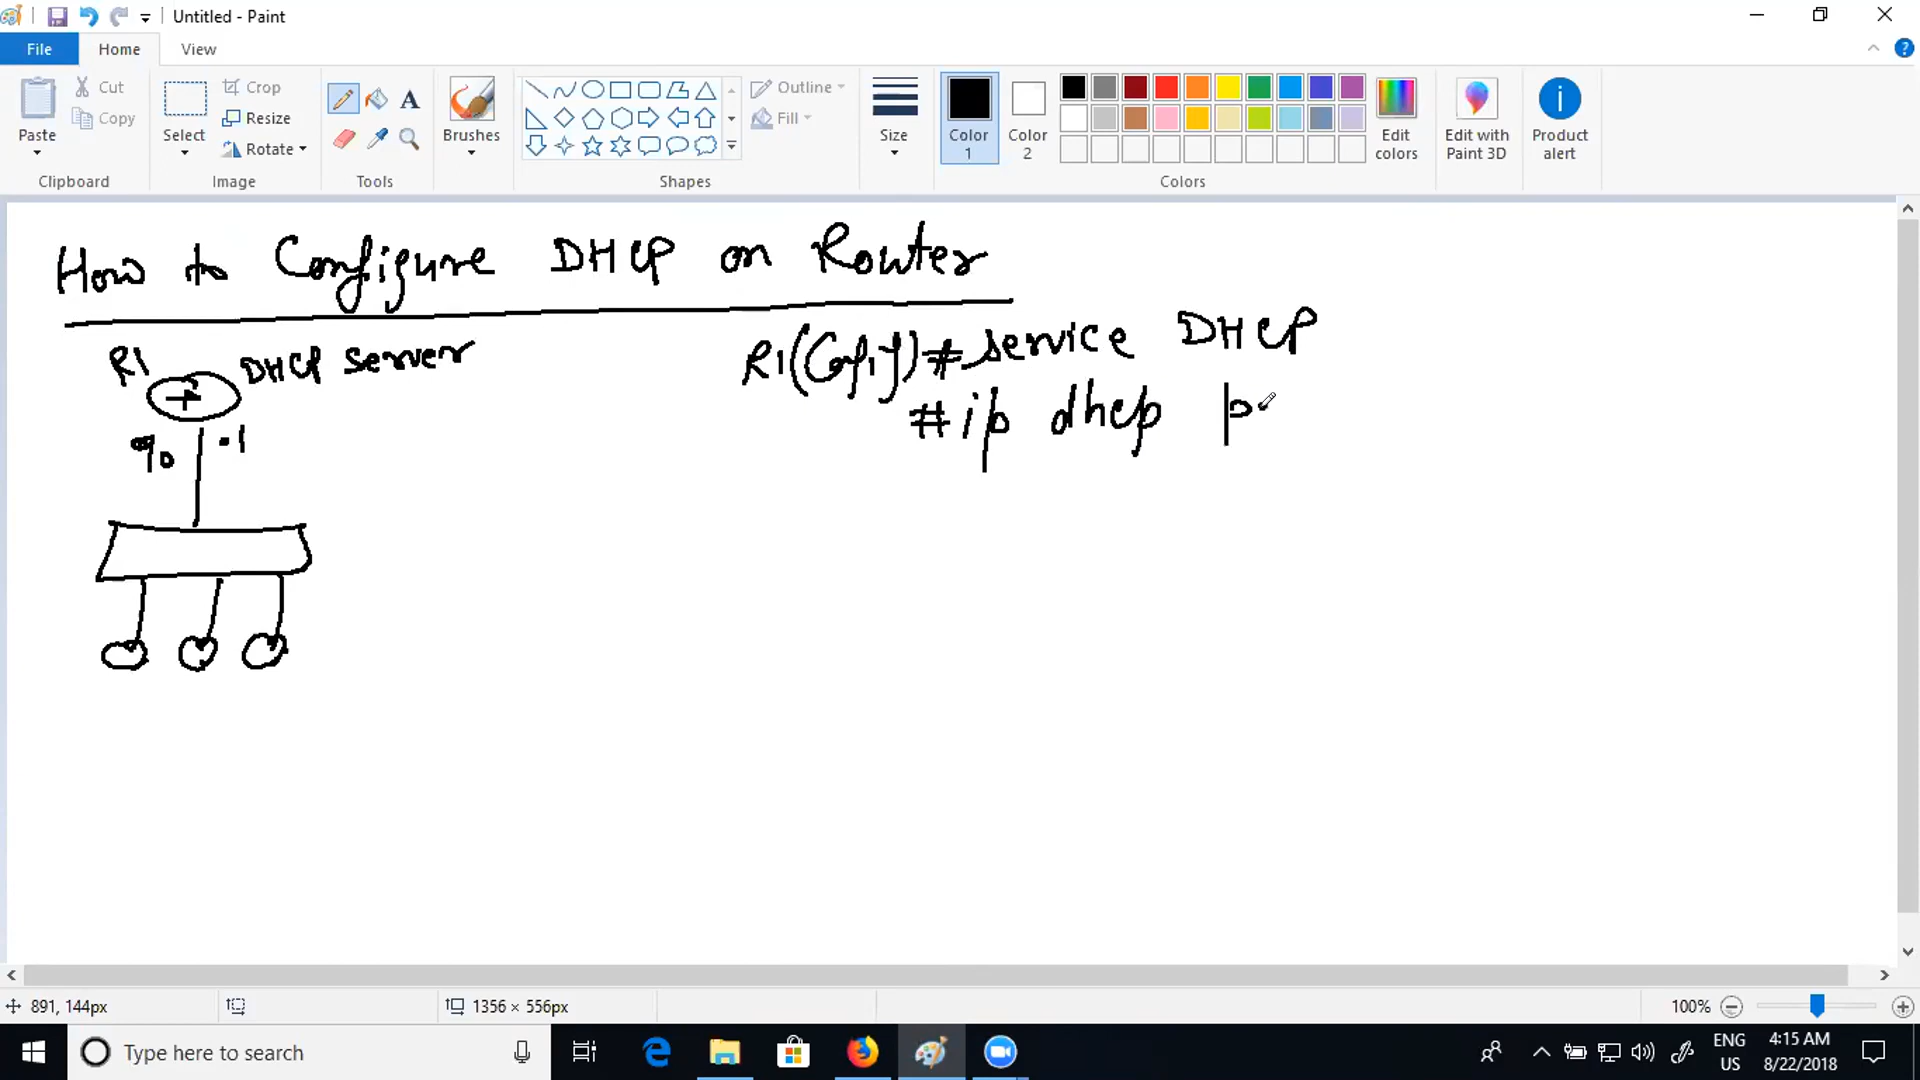 Untitled - Paint
File Home View
Paste
Cut
Copy
Clipboard
Select
Crop
Resize
Rotate
Image
Tools
Brushes
Shapes
Outline
Fill
Size
Color 1
Color 2
Colors
Edit colors
Edit with Paint 3D
Product alert
How to Configure DHCP on Router
R1 DHCP Server
.1
R1(Config)# service DHCP
# ip dhcp p
891, 144px
1356 × 556px
100%
Type here to search
ENG
US
4:15 AM
8/22/2018